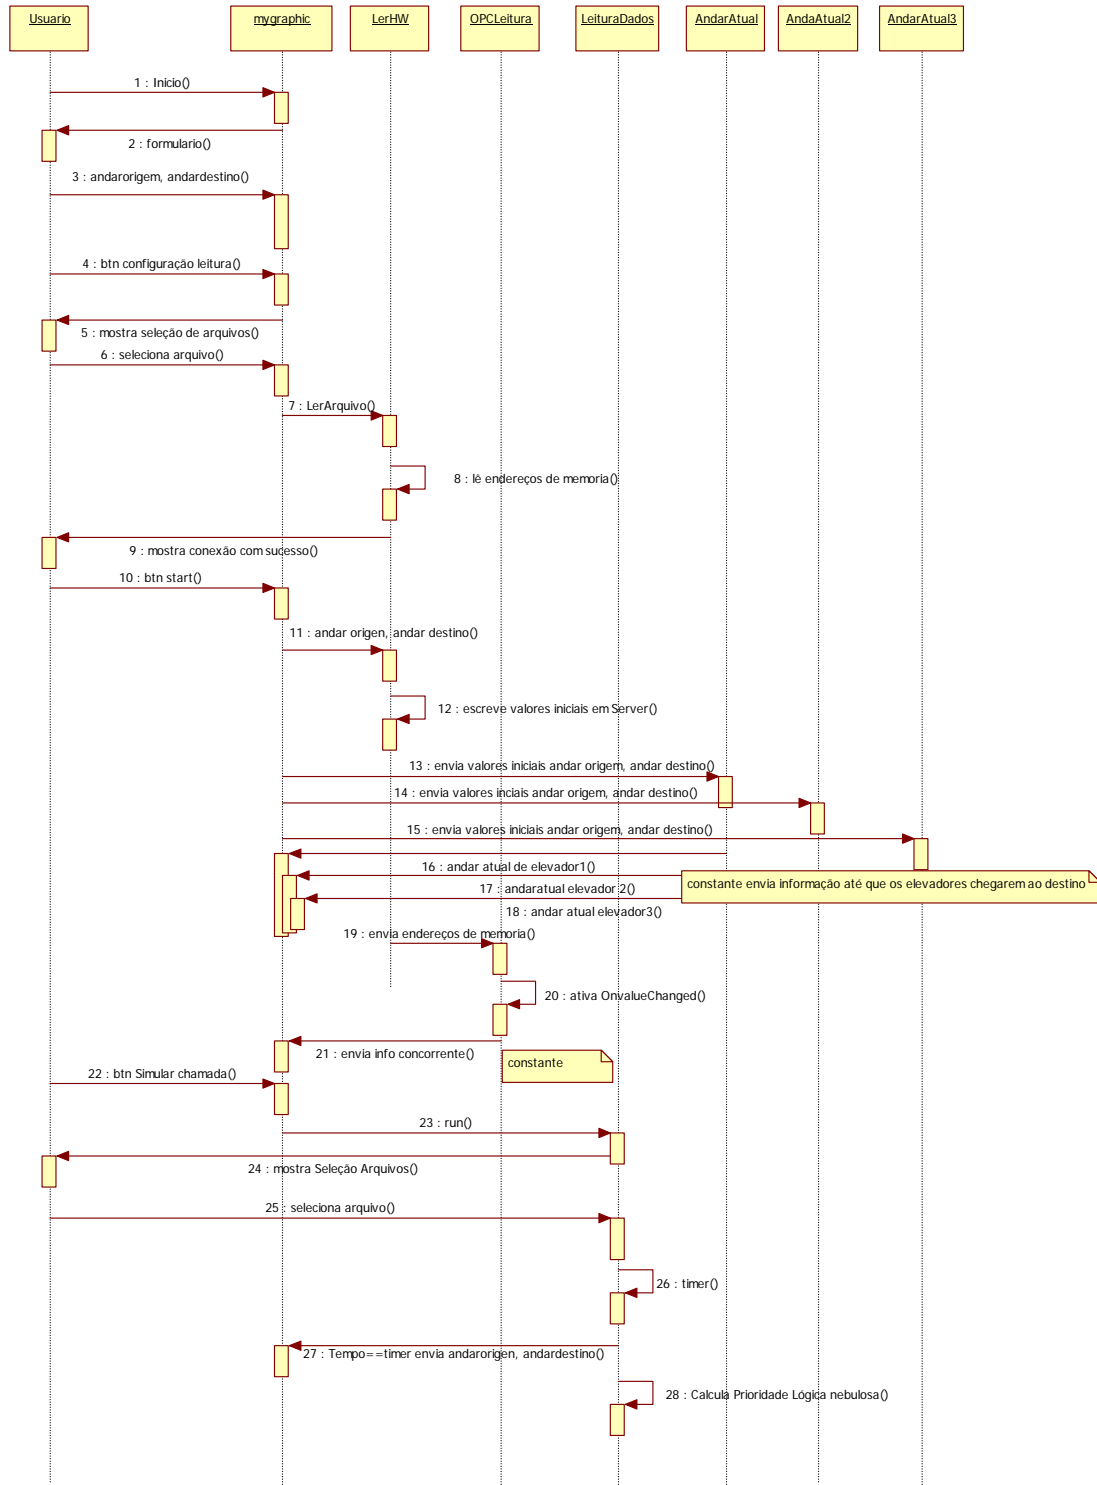 Usuario
mygraphic
LerHW
OPCLeitura
LeituraDados
AndarAtual
AndaAtual2
AndarAtual3
1 : Inicio()
2 : formulario()
3 : andarorigem, andardestino()
4 : btn configuração leitura()
5 : mostra seleção de arquivos()
6 : seleciona arquivo()
7 : LerArquivo()
8 : lê endereços de memoria()
9 : mostra conexão com sucesso()
10 : btn start()
11 : andar origen, andar destino()
12 : escreve valores iniciais em Server()
13 : envia valores iniciais andar origem, andar destino()
14 : envia valores inciais andar origem, andar destino()
15 : envia valores iniciais andar origem, andar destino()
16 : andar atual de elevador1()
constante envia informação até que os elevadores chegarem ao destino
17 : andaratual elevador 2()
18 : andar atual elevador3()
19 : envia endereços de memoria()
20 : ativa OnvalueChanged()
21 : envia info concorrente()
constante
22 : btn Simular chamada()
23 : run()
24 : mostra Seleção Arquivos()
25 : seleciona arquivo()
26 : timer()
27 : Tempo==timer envia andarorigen, andardestino()
28 : Calcula Prioridade Lógica nebulosa()